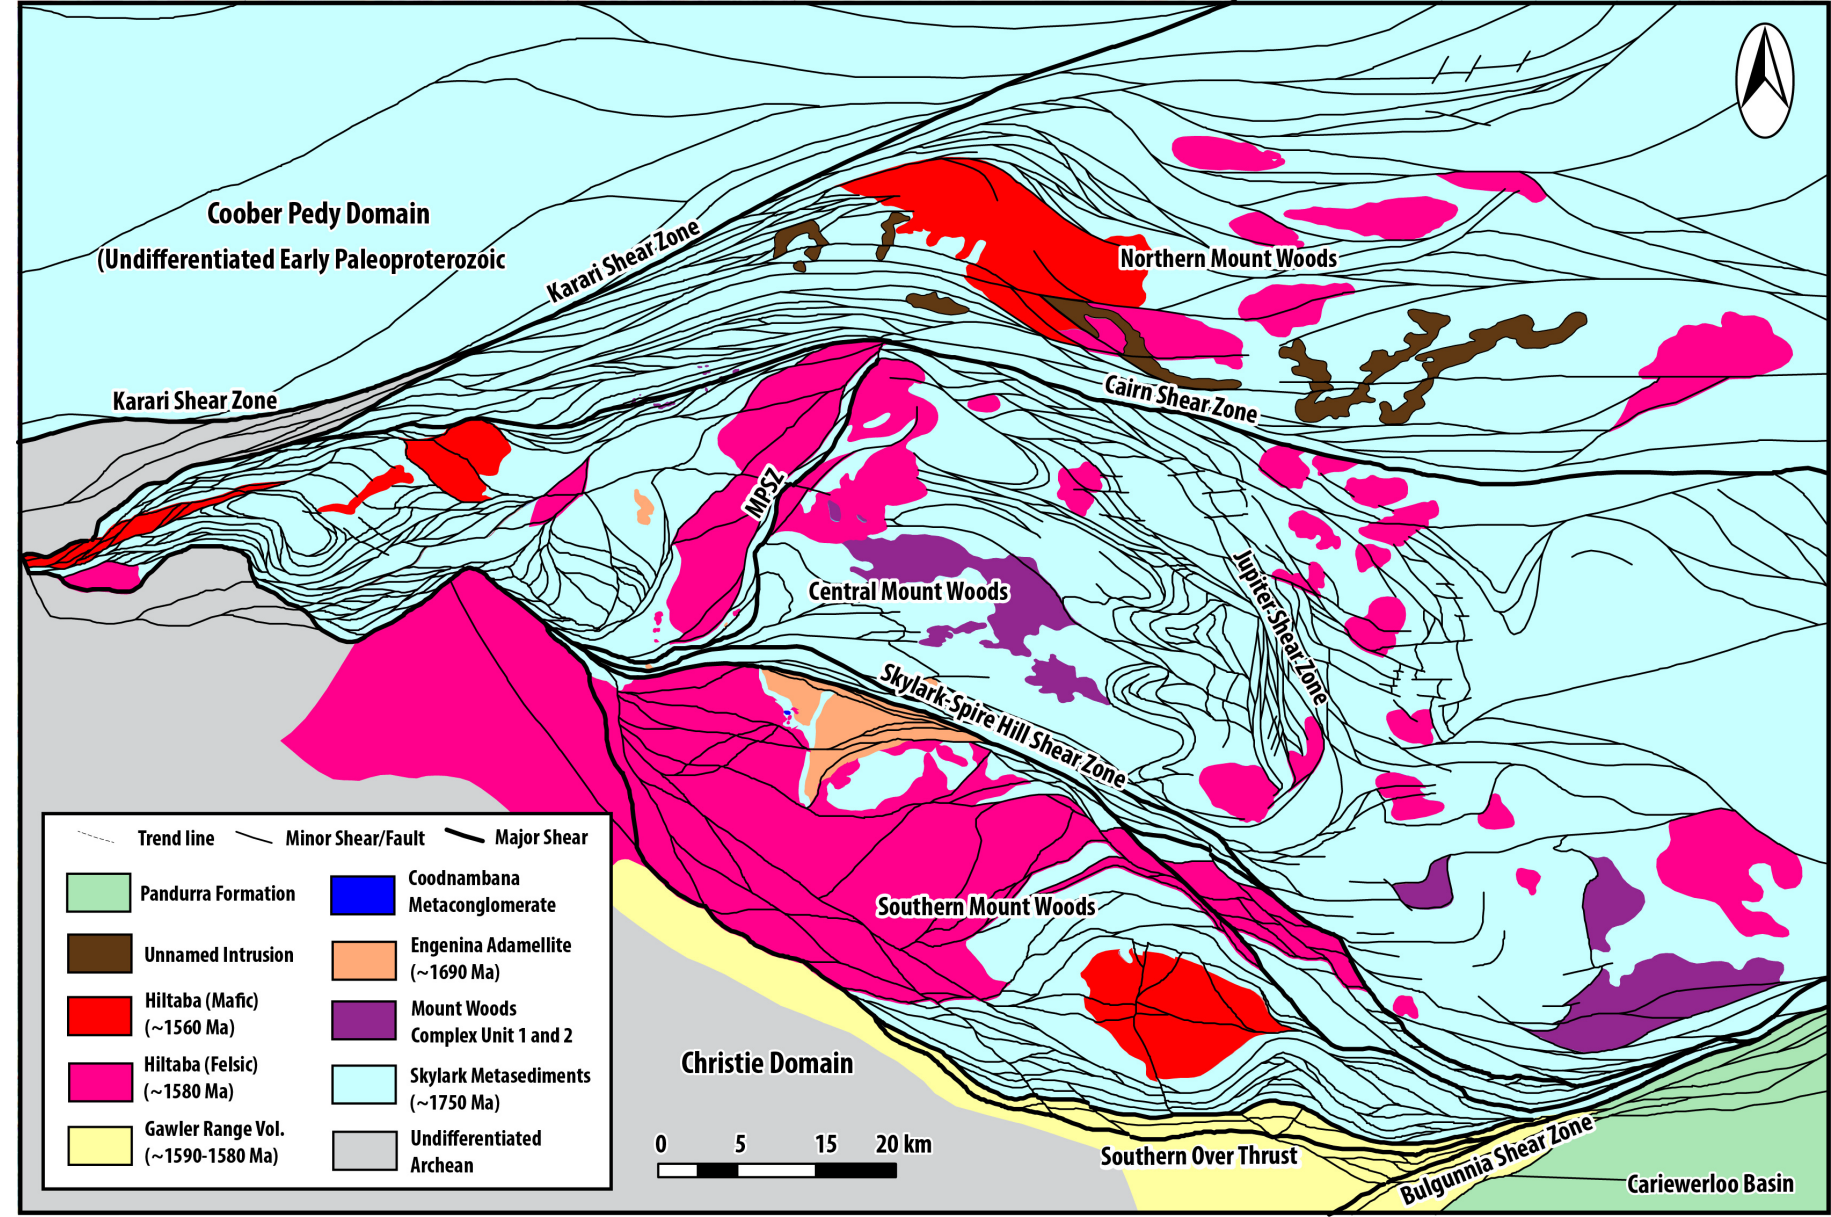 Coober Pedy Domain
(Undifferentiated Early Paleoproterozoic
Karari Shear Zone
Northern Mount Woods
Karari Shear Zone
Cairn Shear Zone
MPSZ
Central Mount Woods
Jupiter Shear Zone
Skylark-Spire Hill Shear Zone
Southern Mount Woods
Christie Domain
Southern Over Thrust
Bulgunnia Shear Zone
Cariewerloo Basin
Trend line
Minor Shear/Fault
Major Shear
Pandurra Formation
Unnamed Intrusion
Hiltaba (Mafic)
(~1560 Ma)
Hiltaba (Felsic)
(~1580 Ma)
Gawler Range Vol.
(~1590-1580 Ma)
Coodnambana
Metaconglomerate
Engenina Adamellite
(~1690 Ma)
Mount Woods
Complex Unit 1 and 2
Skylark Metasediments
(~1750 Ma)
Undifferentiated
Archean
0 5 15 20 km